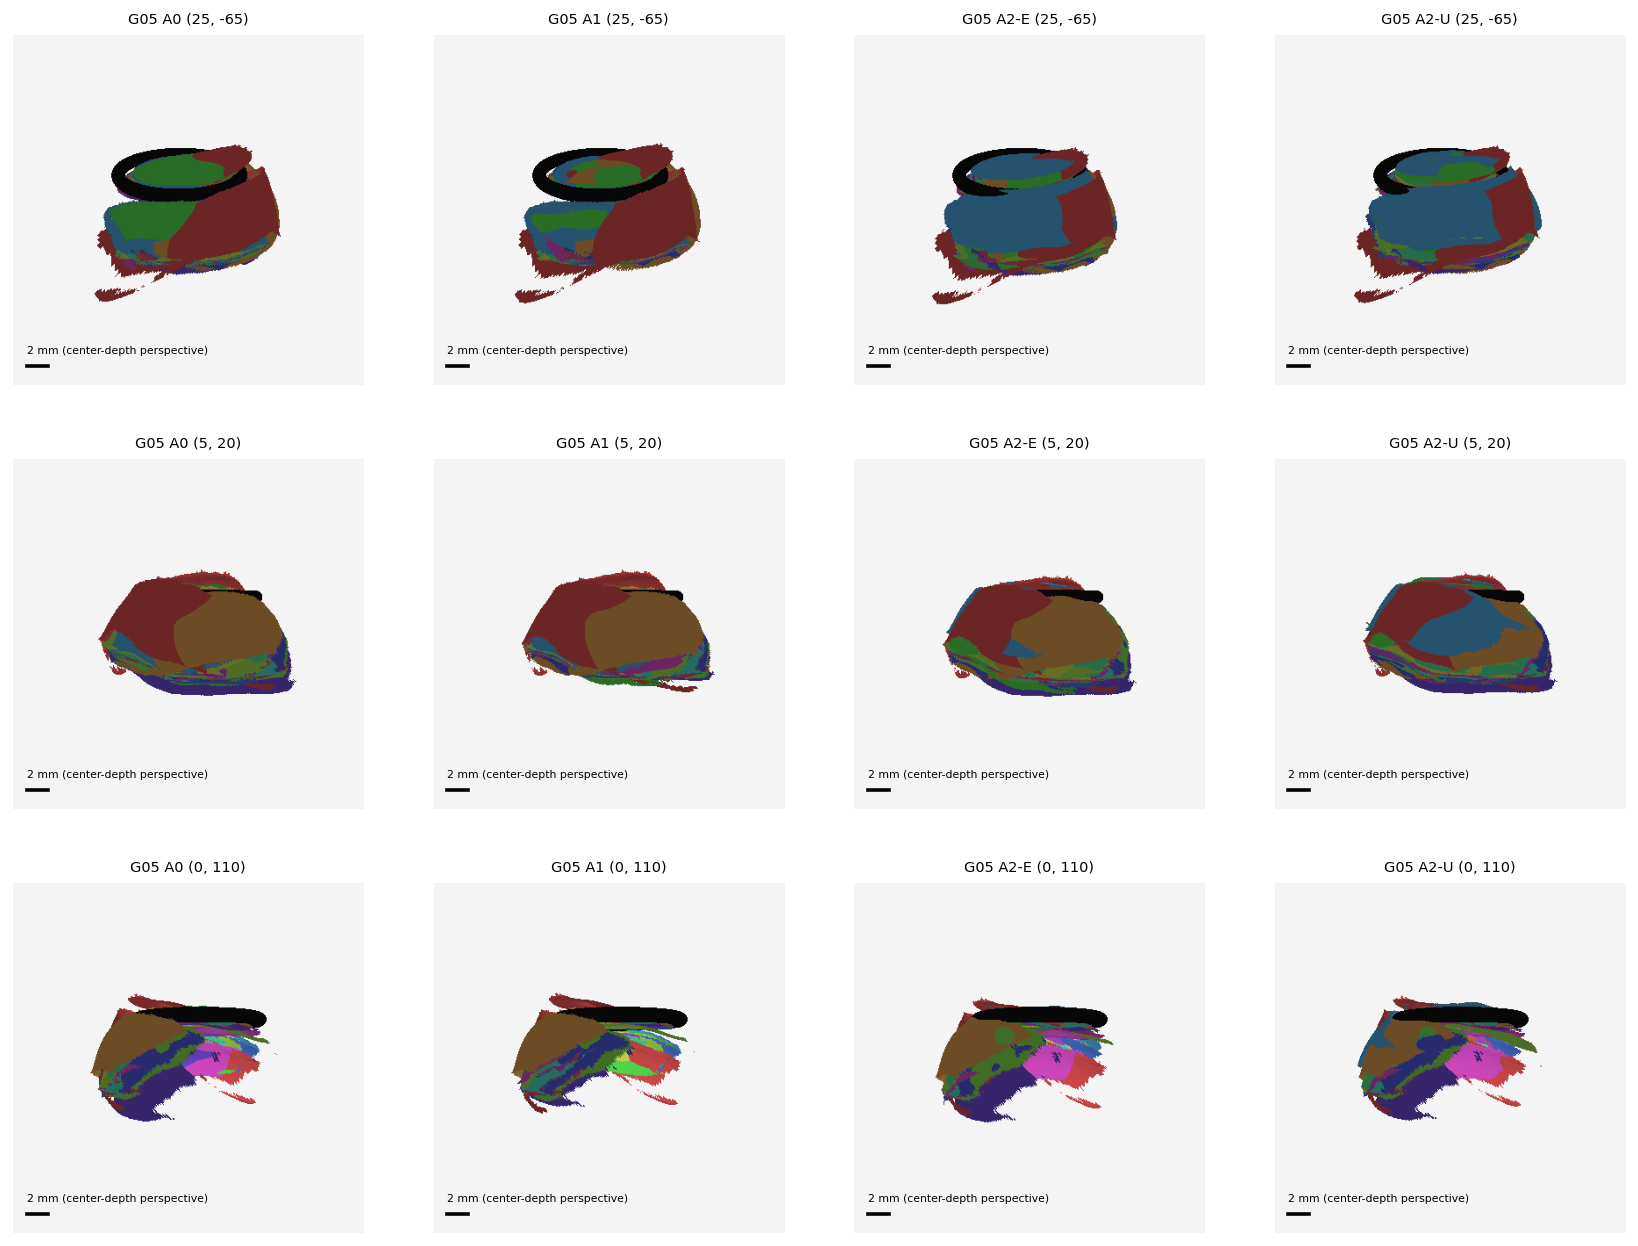 G05 A0 (25, -65)
G05 A1 (25, -65)
G05 A2-E (25, -65)
G05 A2-U (25, -65)
2 mm (center-depth perspective)
2 mm (center-depth perspective)
2 mm (center-depth perspective)
2 mm (center-depth perspective)
G05 A0 (5, 20)
G05 A1 (5, 20)
G05 A2-E (5, 20)
G05 A2-U (5, 20)
2 mm (center-depth perspective)
2 mm (center-depth perspective)
2 mm (center-depth perspective)
2 mm (center-depth perspective)
G05 A0 (0, 110)
G05 A1 (0, 110)
G05 A2-E (0, 110)
G05 A2-U (0, 110)
2 mm (center-depth perspective)
2 mm (center-depth perspective)
2 mm (center-depth perspective)
2 mm (center-depth perspective)